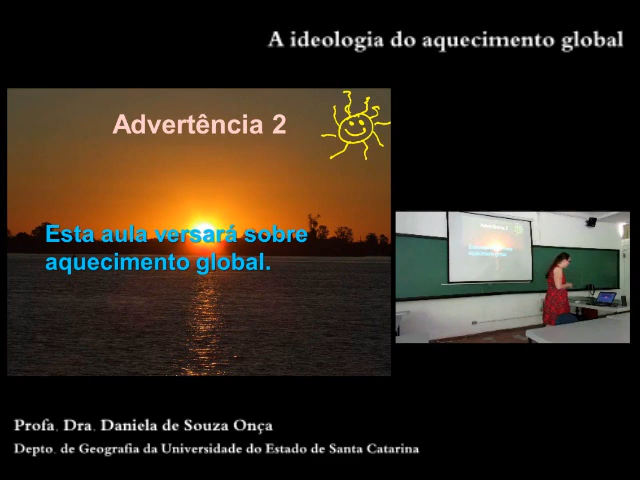 A ideologia do aquecimento global
Advertência 2
Esta aula versará sobre
aquecimento global.
Profa. Dra. Daniela de Souza Onça
Depto. de Geografia da Universidade do Estado de Santa Catarina